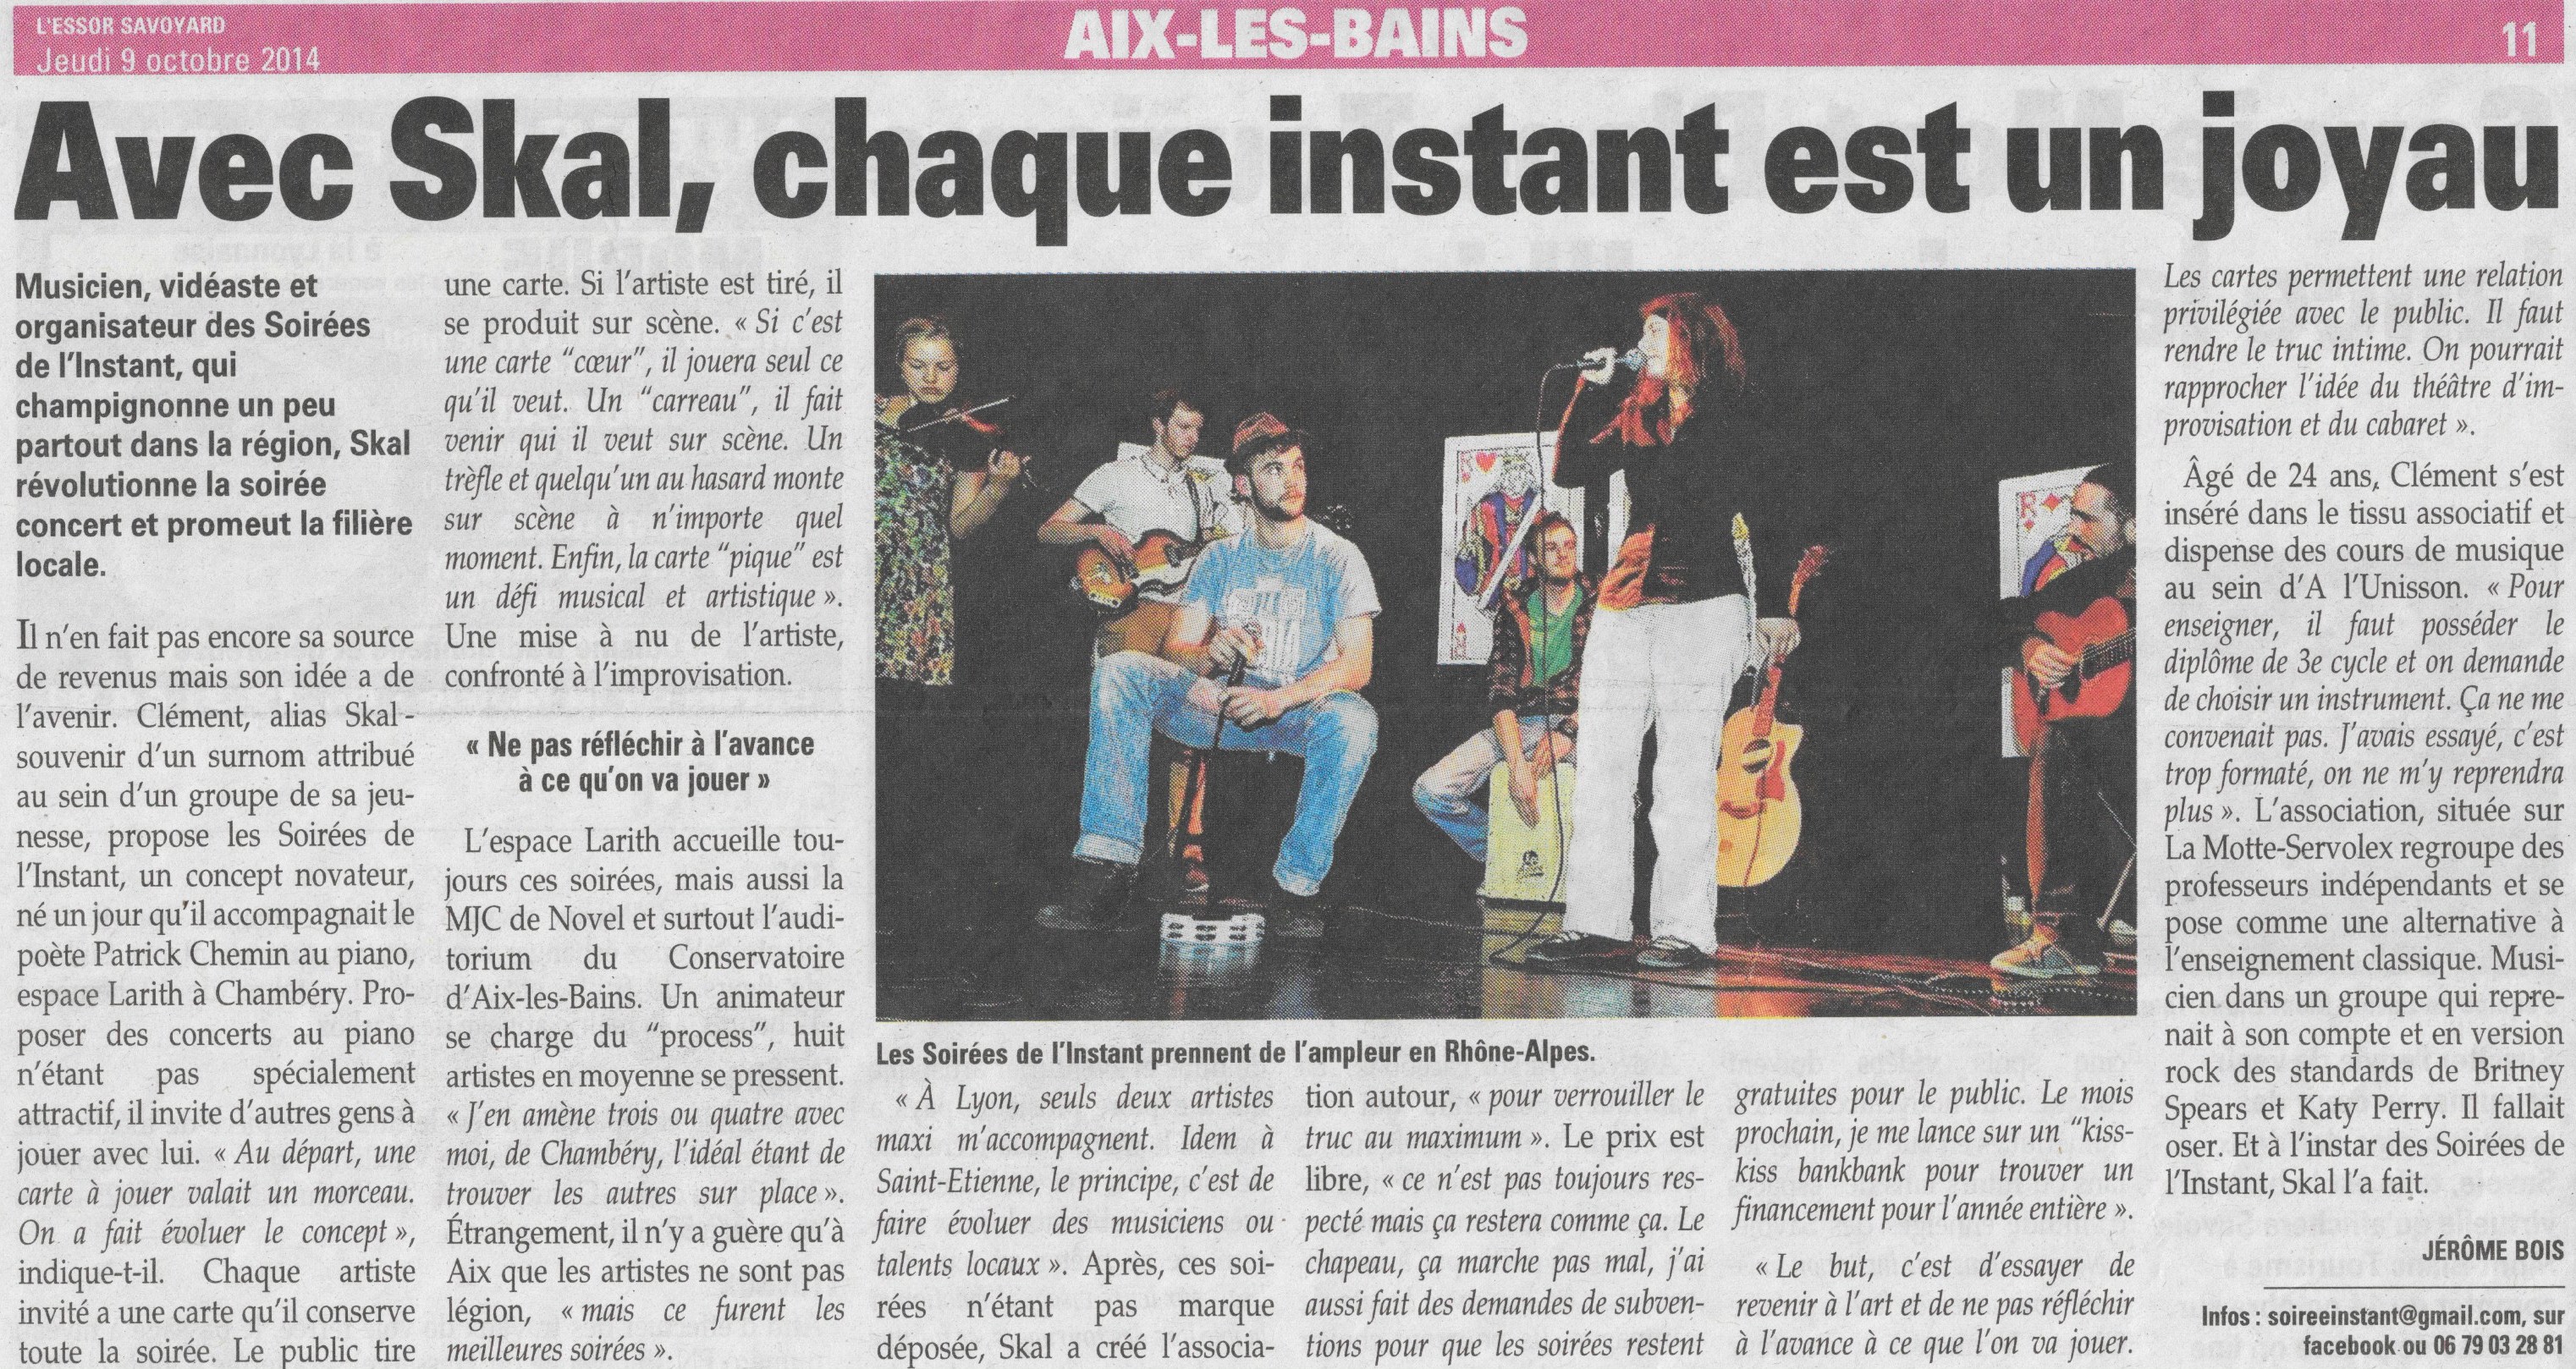 L'ESSOR SAVOYARD
Jeudi 9 octobre 2014
AIX-LES-BAINS
11
Avec Skal, chaque instant est un joyau
Musicien, vidéaste et
organisateur des Soirées
de l'Instant, qui
champignonne un peu
partout dans la région, Skal
révolutionne la soirée
concert et promeut la filière
locale.
Il n'en fait pas encore sa source
de revenus mais son idée a de
l'avenir. Clément, alias Skal -
souvenir d'un surnom attribué
au sein d'un groupe de sa jeu-
nesse, propose les Soirées de
l'Instant, un concept novateur,
né un jour qu'il accompagnait le
poète Patrick Chemin au piano,
espace Larith à Chambéry. Pro-
poser des concerts au piano
n'étant pas spécialement
attractif, il invite d'autres gens à
jouer avec lui. « Au départ, une
carte à jouer valait un morceau.
On a fait évoluer le concept »,
indique-t-il. Chaque artiste
invité a une carte qu'il conserve
toute la soirée. Le public tire
une carte. Si l'artiste est tiré, il
se produit sur scène. « Si c'est
une carte "cœur", il jouera seul ce
qu'il veut. Un "carreau", il fait
venir qui il veut sur scène. Un
trèfle et quelqu'un au hasard monte
sur scène à n'importe quel
moment. Enfin, la carte "pique" est
un défi musical et artistique ».
Une mise à nu de l'artiste,
confronté à l'improvisation.
« Ne pas réfléchir à l'avance
à ce qu'on va jouer »
L'espace Larith accueille tou-
jours ces soirées, mais aussi la
MJC de Novel et surtout l'audi-
torium du Conservatoire
d'Aix-les-Bains. Un animateur
se charge du "process", huit
artistes en moyenne se pressent.
« J'en amène trois ou quatre avec
moi, de Chambéry, l'idéal étant de
trouver les autres sur place ».
Étrangement, il n'y a guère qu'à
Aix que les artistes ne sont pas
légion, « mais ce furent les
meilleures soirées ».
R
R
Les Soirées de l'Instant prennent de l'ampleur en Rhône-Alpes.
« À Lyon, seuls deux artistes
maxi m'accompagnent. Idem à
Saint-Etienne, le principe, c'est de
faire évoluer des musiciens ou
talents locaux ». Après, ces soi-
rées n'étant pas marque
déposée, Skal a créé l'associa-
tion autour, « pour verrouiller le
truc au maximum ». Le prix est
libre, « ce n'est pas toujours res-
pecté mais ça restera comme ça. Le
chapeau, ça marche pas mal, j'ai
aussi fait des demandes de subven-
tions pour que les soirées restent
gratuites pour le public. Le mois
prochain, je me lance sur un "kiss-
kiss bankbank pour trouver un
financement pour l'année entière ».
« Le but, c'est d'essayer de
revenir à l'art et de ne pas réfléchir
à l'avance à ce que l'on va jouer.
Les cartes permettent une relation
privilégiée avec le public. Il faut
rendre le truc intime. On pourrait
rapprocher l'idée du théâtre d'im-
provisation et du cabaret ».
Âgé de 24 ans, Clément s'est
inséré dans le tissu associatif et
dispense des cours de musique
au sein d'A l'Unisson. « Pour
enseigner, il faut posséder le
diplôme de 3e cycle et on demande
de choisir un instrument. Ça ne me
convenait pas. J'avais essayé, c'est
trop formaté, on ne m'y reprendra
plus ». L'association, située sur
La Motte-Servolex regroupe des
professeurs indépendants et se
pose comme une alternative à
l'enseignement classique. Musi-
cien dans un groupe qui repre-
nait à son compte et en version
rock des standards de Britney
Spears et Katy Perry. Il fallait
oser. Et à l'instar des Soirées de
l'Instant, Skal l'a fait.
JÉRÔME BOIS
Infos : soireeinstant@gmail.com, sur
facebook ou 06 79 03 28 81